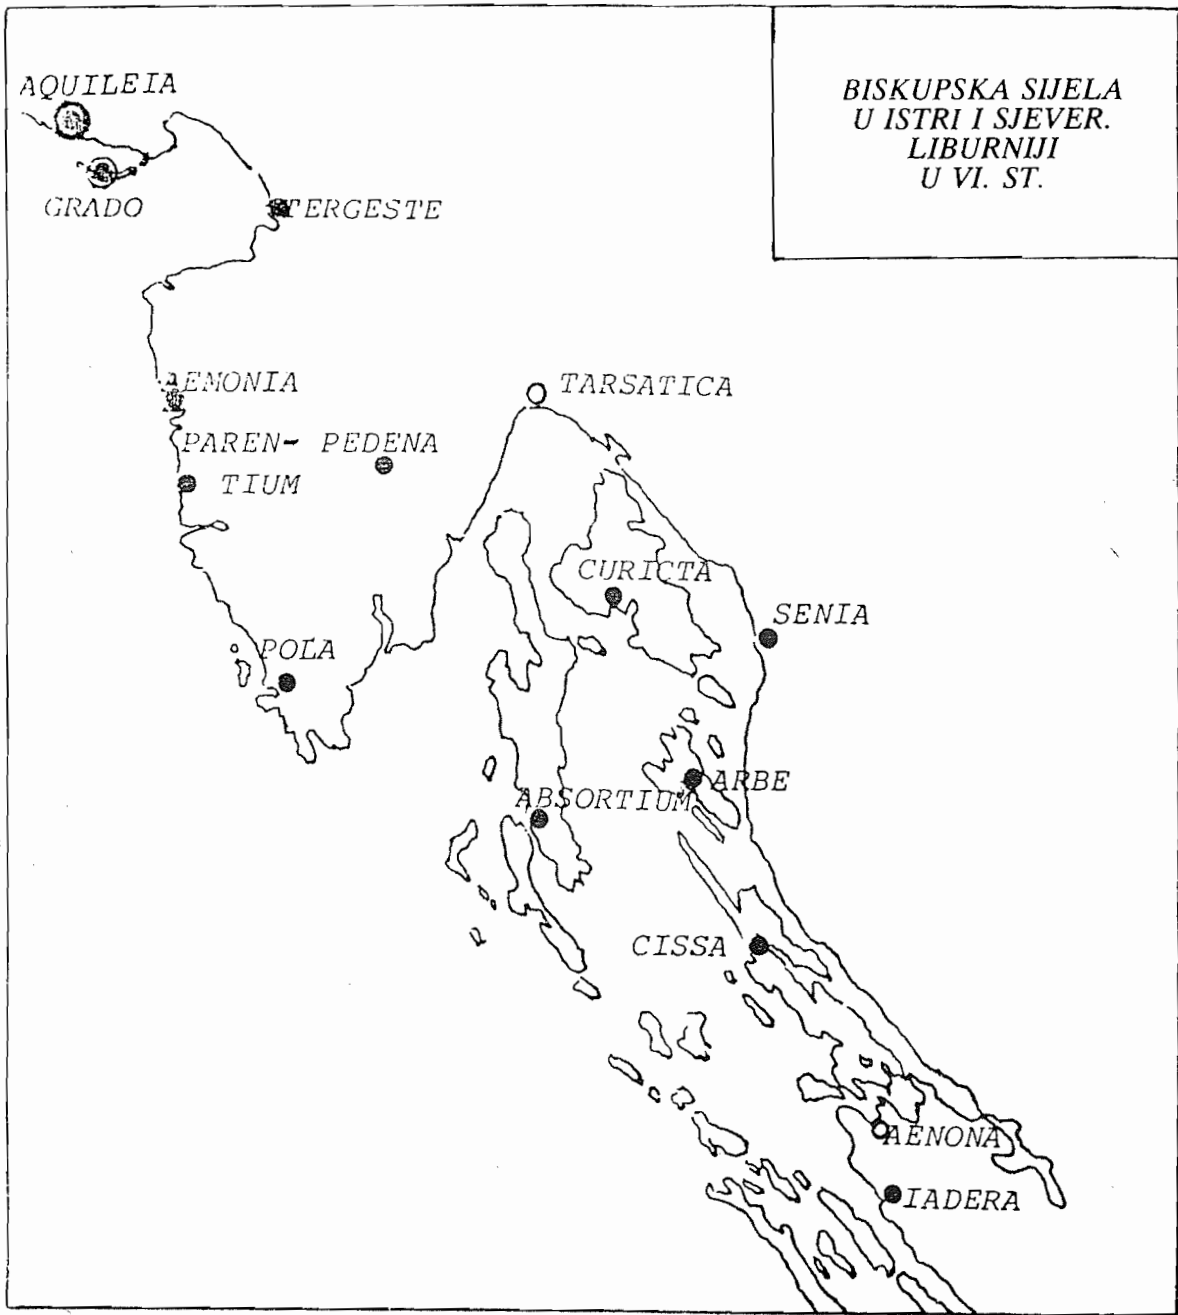 BISKUPSKA SIJELA
U ISTRI I SJEVER.
LIBURNIJI
U VI. ST.
AQUILEIA
GRADO
TERGESTE
AEMONIA
TARSATICA
PAREN- PEDENA
TIUM
CURICTA
SENIA
POLA
ARBE
ABSORTIUM
CISSA
AENONA
IADERA